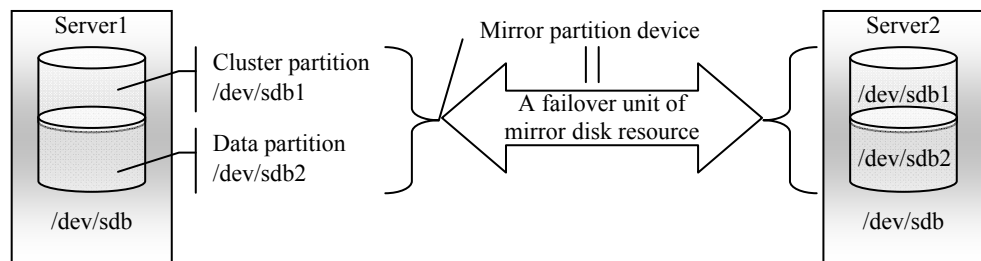 Server1
Cluster partition
/dev/sdb1
Data partition
/dev/sdb2
/dev/sdb
Mirror partition device
A failover unit of
mirror disk resource
Server2
/dev/sdb1
/dev/sdb2
/dev/sdb